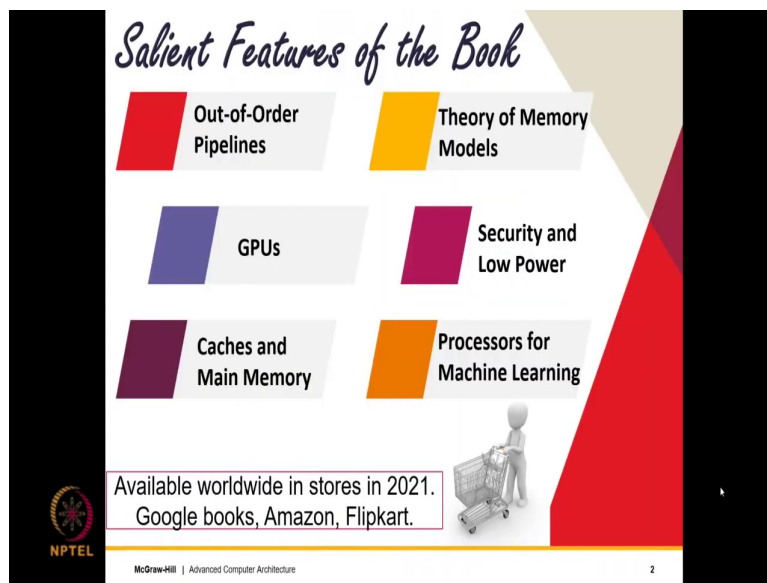 Salient Features of the Book
Out-of-Order
Pipelines
Theory of Memory
Models
GPUs
Security and
Low Power
Caches and
Main Memory
Processors for
Machine Learning
Available worldwide in stores in 2021.
Google books, Amazon, Flipkart.
NPTEL
McGraw-Hill | Advanced Computer Architecture
2